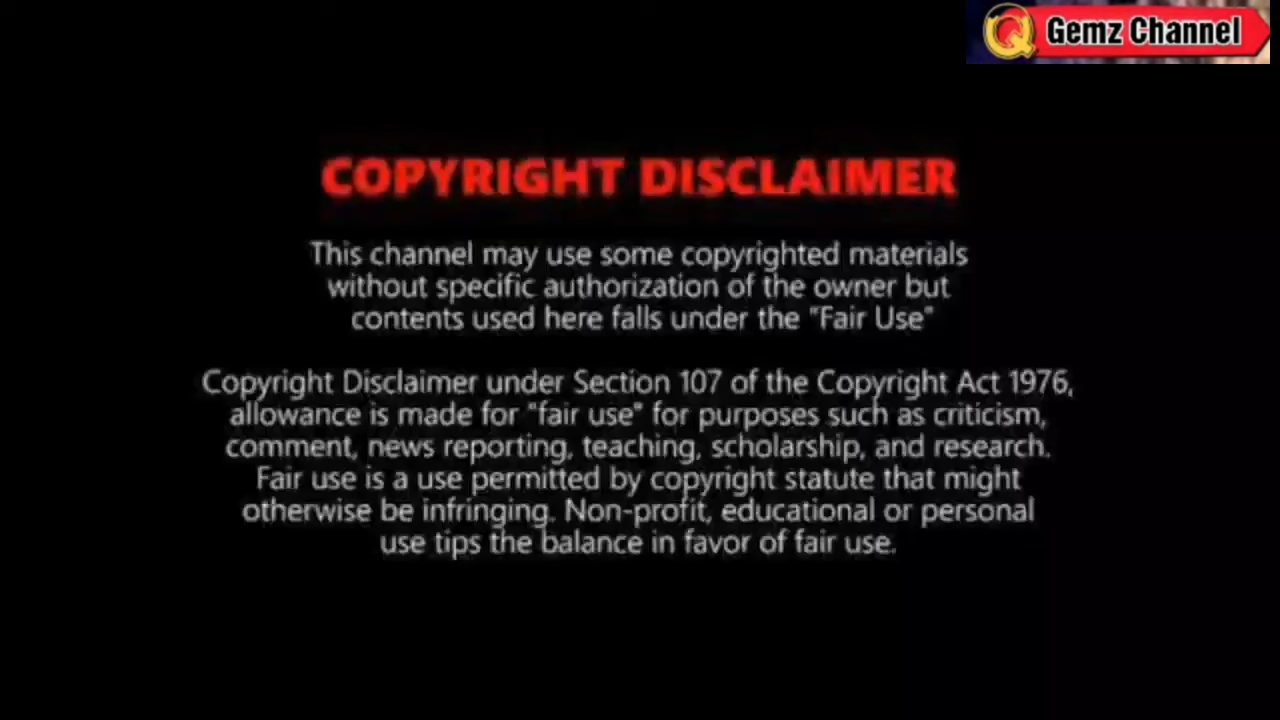 Gemz Channel
COPYRIGHT DISCLAIMER
This channel may use some copyrighted materials
without specific authorization of the owner but
contents used here falls under the "Fair Use"
Copyright Disclaimer under Section 107 of the Copyright Act 1976,
allowance is made for "fair use" for purposes such as criticism,
comment, news reporting, teaching, scholarship, and research.
Fair use is a use permitted by copyright statute that might
otherwise be infringing. Non-profit, educational or personal
use tips the balance in favor of fair use.